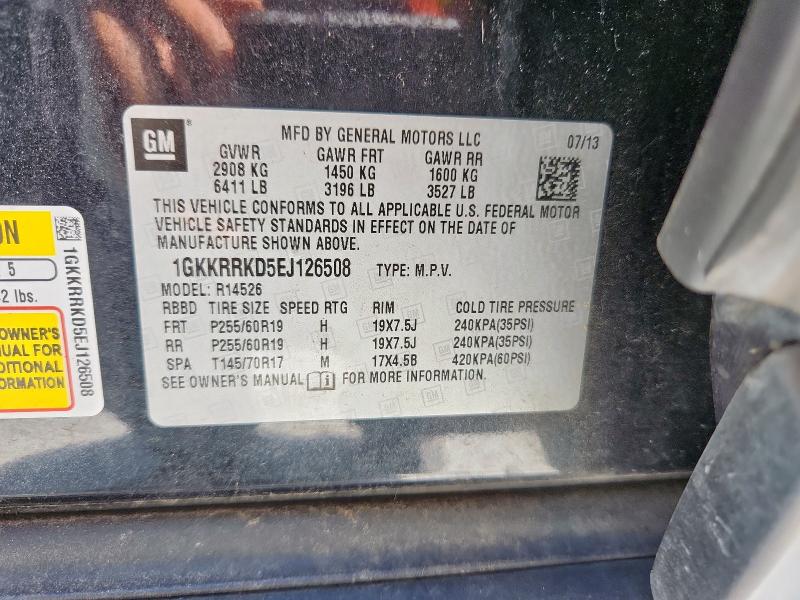 GM
®
MFD BY GENERAL MOTORS LLC
07/13
GVWR GAWR FRT GAWR RR
2908 KG 1450 KG 1600 KG
6411 LB 3196 LB 3527 LB
THIS VEHICLE CONFORMS TO ALL APPLICABLE U.S. FEDERAL MOTOR
VEHICLE SAFETY STANDARDS IN EFFECT ON THE DATE OF
MANUFACTURE SHOWN ABOVE.
1GKKRRKD5EJ126508 TYPE: M.P.V.
MODEL: R14526
RBBD TIRE SIZE SPEED RTG RIM COLD TIRE PRESSURE
FRT P255/60R19 H 19X7.5J 240KPA(35PSI)
RR P255/60R19 H 19X7.5J 240KPA(35PSI)
SPA T145/70R17 M 17X4.5B 420KPA(60PSI)
SEE OWNER'S MANUAL FOR MORE INFORMATION.
ON
5
2 lbs.
OWNER'S
UAL FOR
DITIONAL
ORMATION
1GKKRRKD5EJ126508